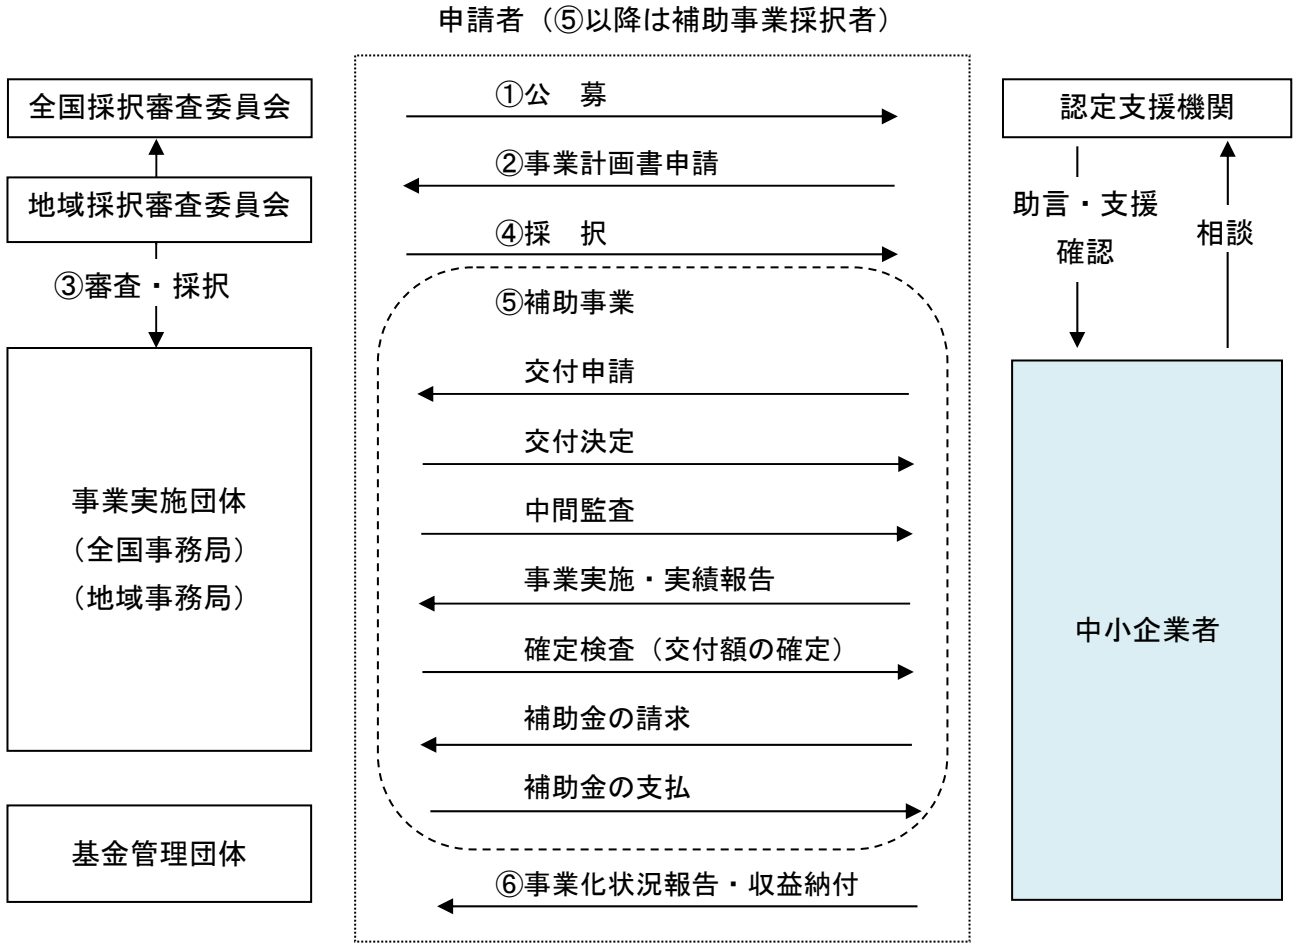 申請者（⑤以降は補助事業採択者）
全国採択審査委員会
地域採択審査委員会
③審査・採択
事業実施団体
（全国事務局）
（地域事務局）
基金管理団体
①公　募
②事業計画書申請
④採　択
⑤補助事業
交付申請
交付決定
中間監査
事業実施・実績報告
確定検査（交付額の確定）
補助金の請求
補助金の支払
⑥事業化状況報告・収益納付
認定支援機関
助言・支援
確認
相談
中小企業者